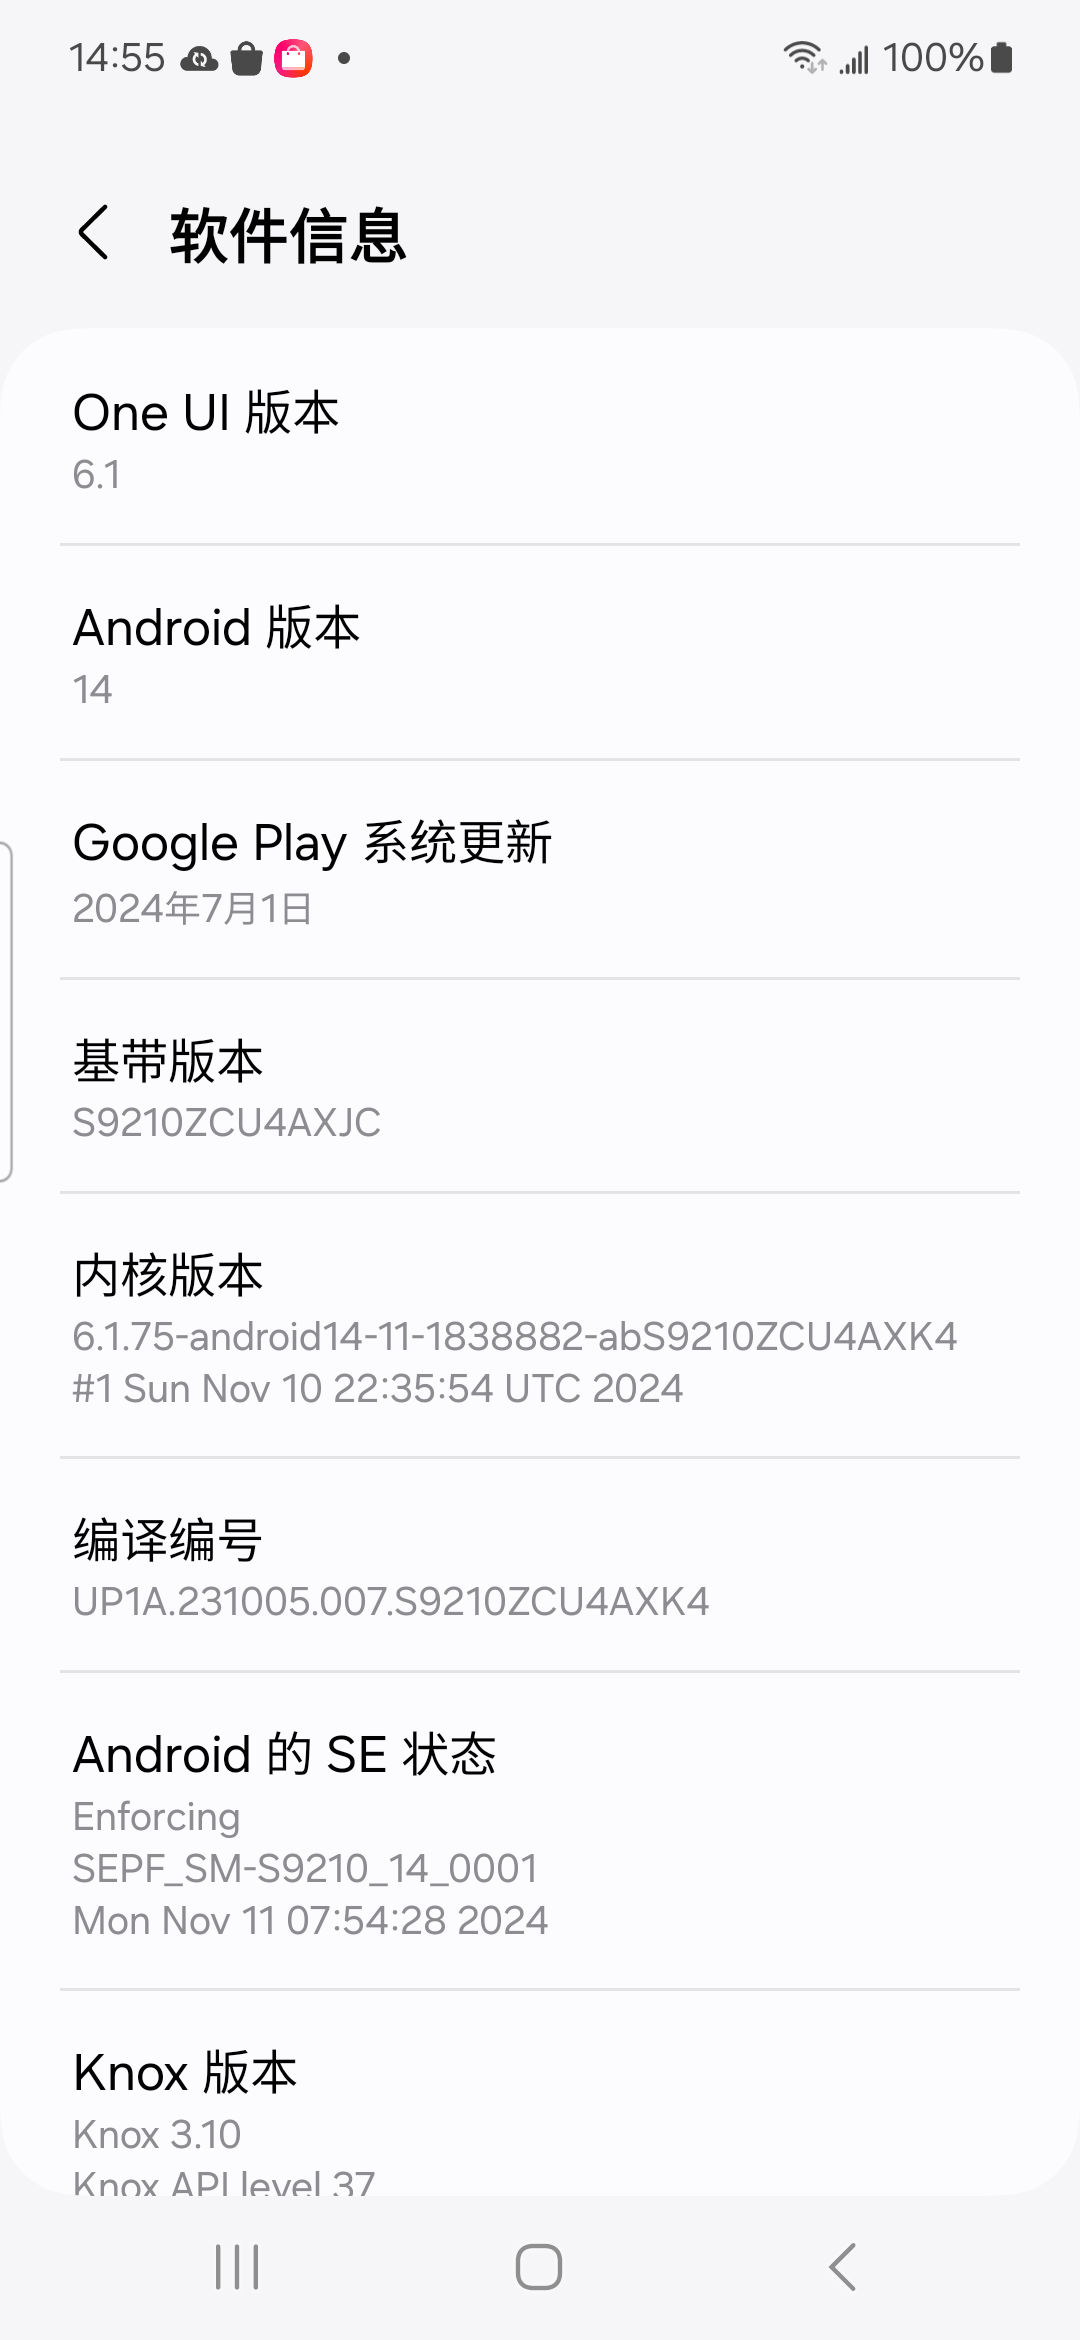 14:55
100%
软件信息
One UI 版本
6.1
Android 版本
14
Google Play 系统更新
2024年7月1日
基带版本
S9210ZCU4AXJC
内核版本
6.1.75-android14-11-1838882-abS9210ZCU4AXK4
#1 Sun Nov 10 22:35:54 UTC 2024
编译编号
UP1A.231005.007.S9210ZCU4AXK4
Android 的 SE 状态
Enforcing
SEPF_SM-S9210_14_0001
Mon Nov 11 07:54:28 2024
Knox 版本
Knox 3.10
Knox API level 37